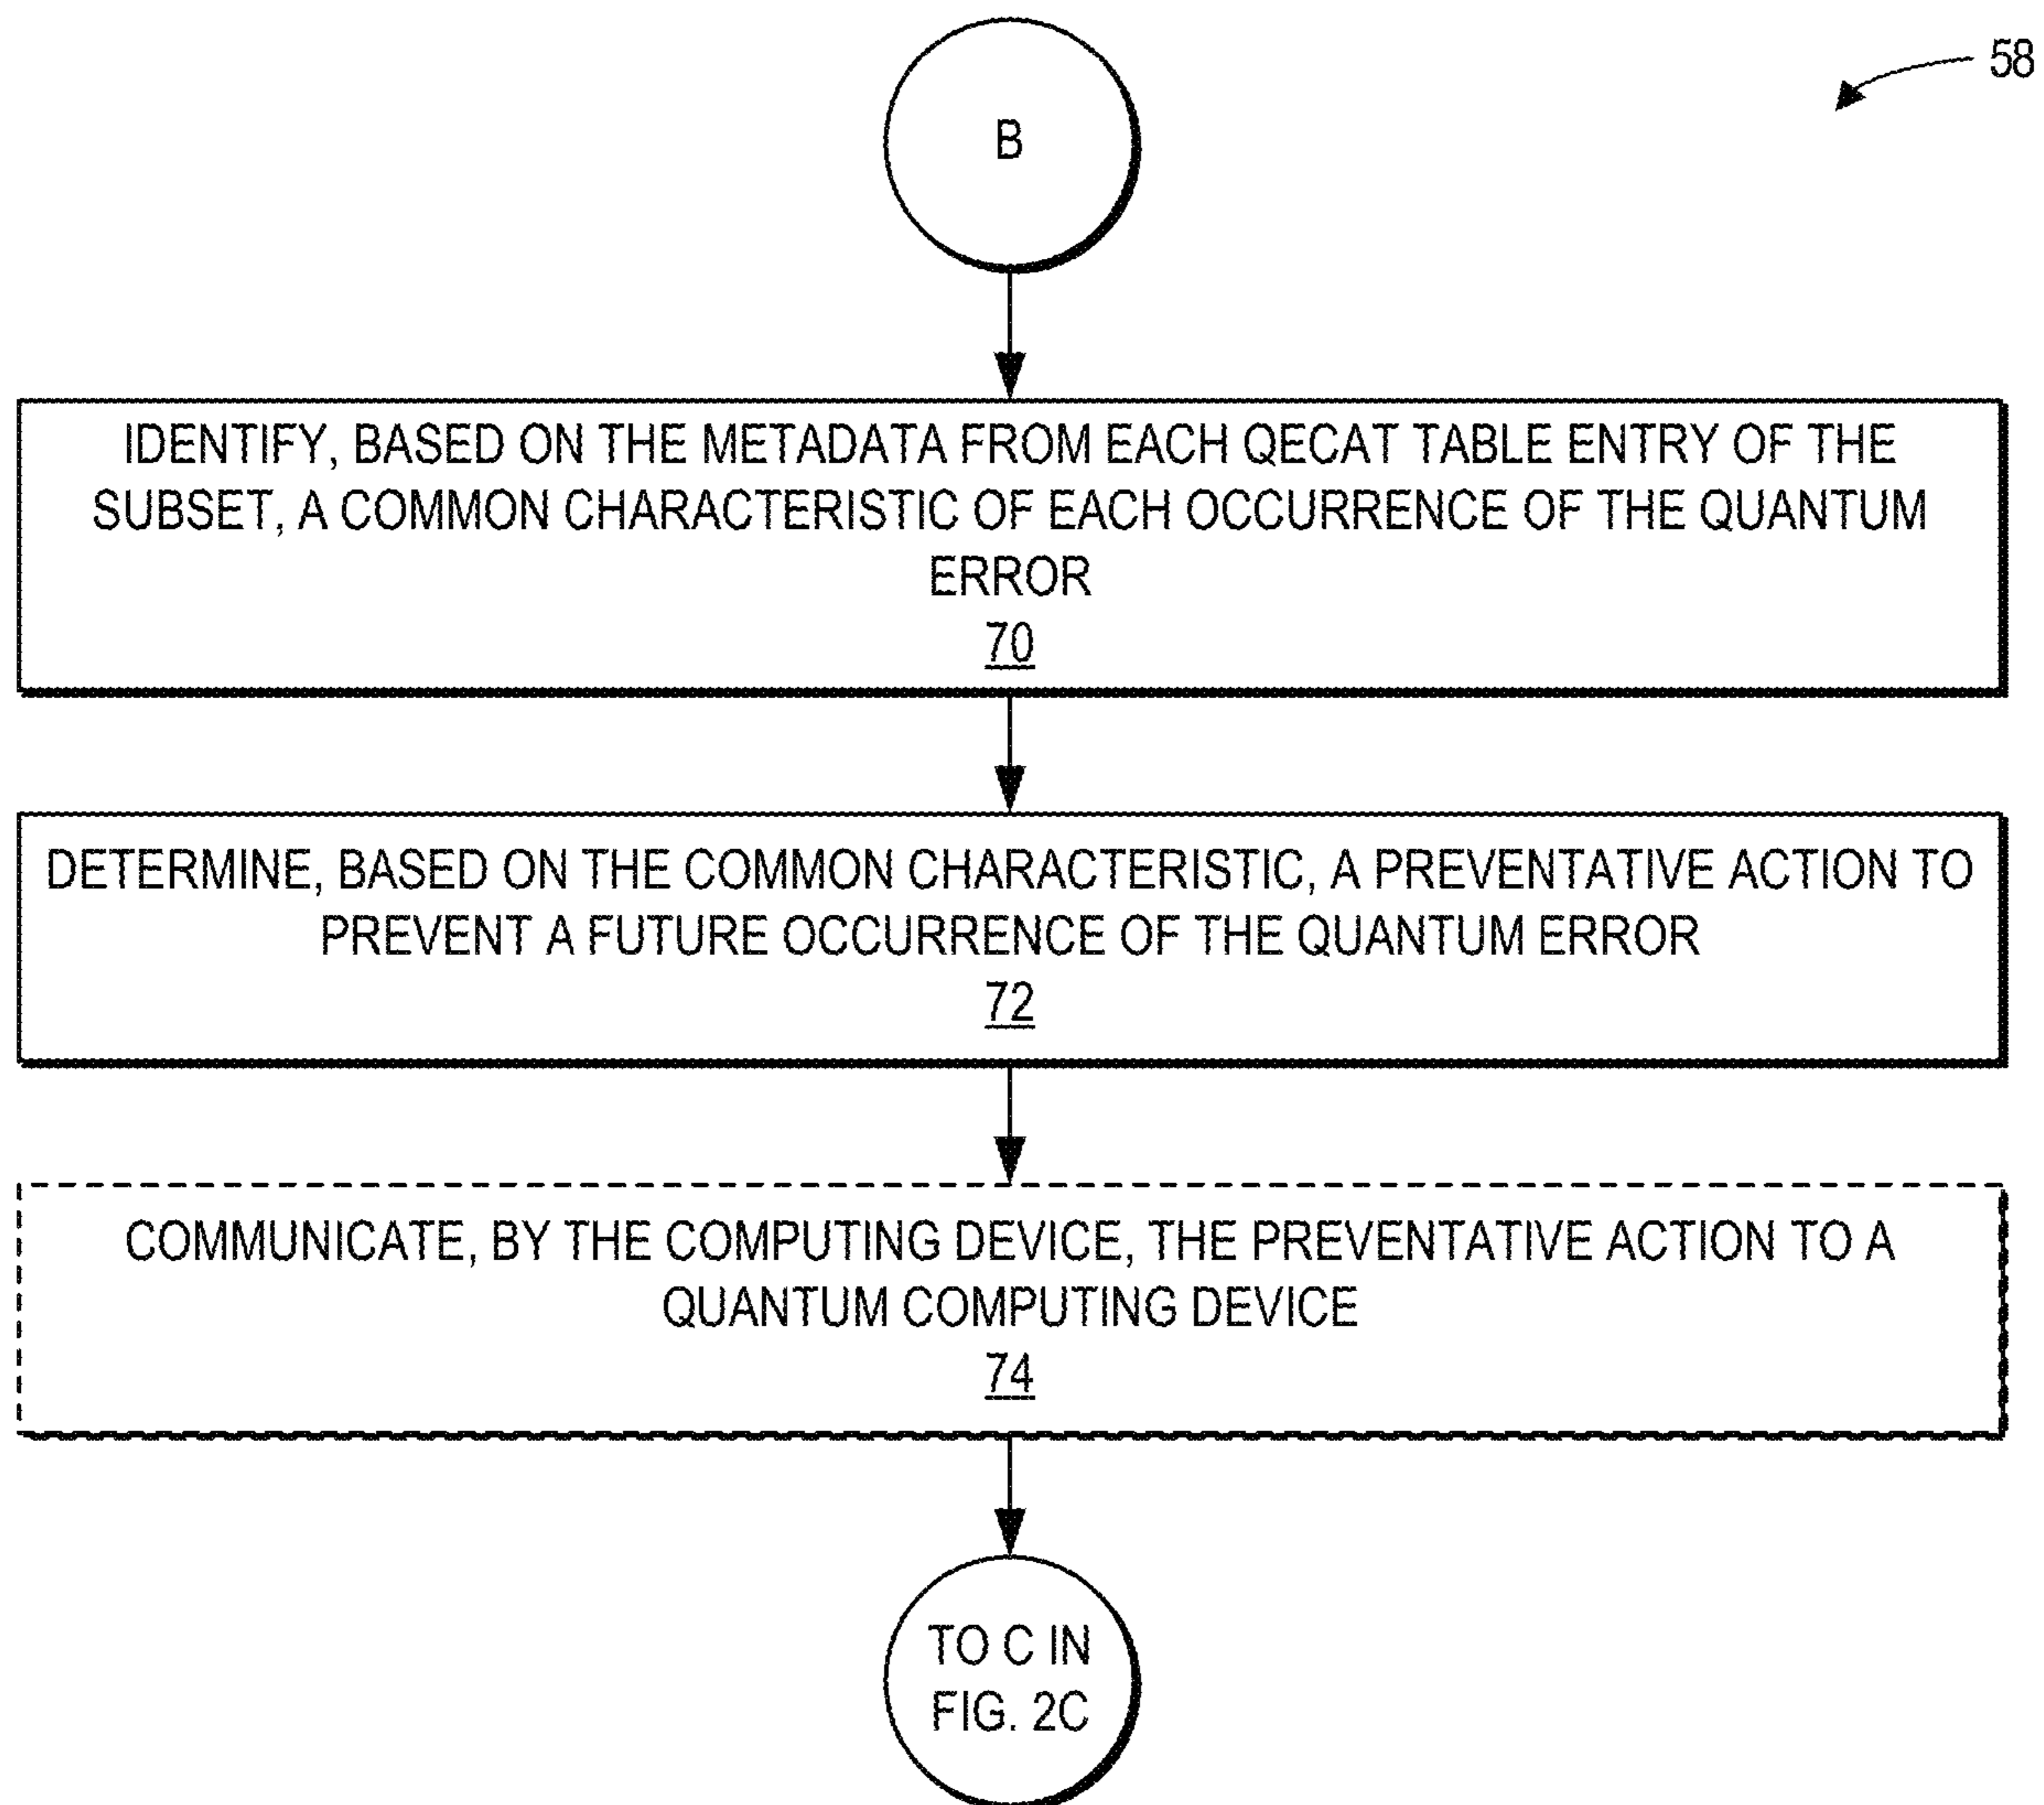 58
B
IDENTIFY, BASED ON THE METADATA FROM EACH QECAT TABLE ENTRY OF THE
SUBSET, A COMMON CHARACTERISTIC OF EACH OCCURRENCE OF THE QUANTUM
ERROR
70
DETERMINE, BASED ON THE COMMON CHARACTERISTIC, A PREVENTATIVE ACTION TO
PREVENT A FUTURE OCCURRENCE OF THE QUANTUM ERROR
72
COMMUNICATE, BY THE COMPUTING DEVICE, THE PREVENTATIVE ACTION TO A
QUANTUM COMPUTING DEVICE
74
TO C IN
FIG. 2C